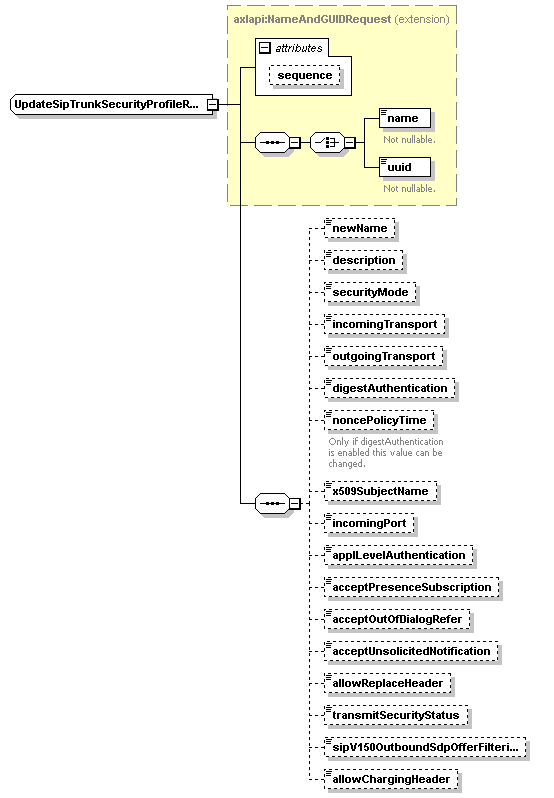 axlapi:NameAndGUIDRequest (extension)
attributes
sequence
UpdateSipTrunkSecurityProfileR...
name
Not nullable.
uuid
Not nullable.
newName
description
securityMode
incomingTransport
outgoingTransport
digestAuthentication
noncePolicyTime
Only if digestAuthentication
is enabled this value can be
changed.
x509SubjectName
incomingPort
applLevelAuthentication
acceptPresenceSubscription
acceptOutOfDialogRefer
acceptUnsolicitedNotification
allowReplaceHeader
transmitSecurityStatus
sipV150OutboundSdpOfferFilteri...
allowChargingHeader